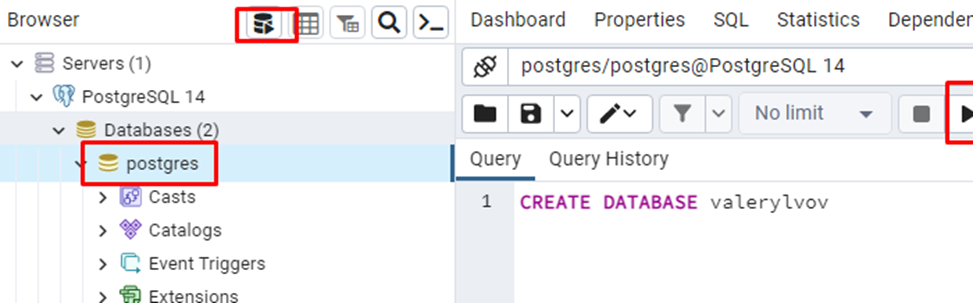 Browser
Servers (1)
PostgreSQL 14
Databases (2)
postgres
Casts
Catalogs
Event Triggers
Extensions
Dashboard Properties SQL Statistics
postgres/postgres@PostgreSQL 14
No limit
Query Query History
1 CREATE DATABASE valerylvov